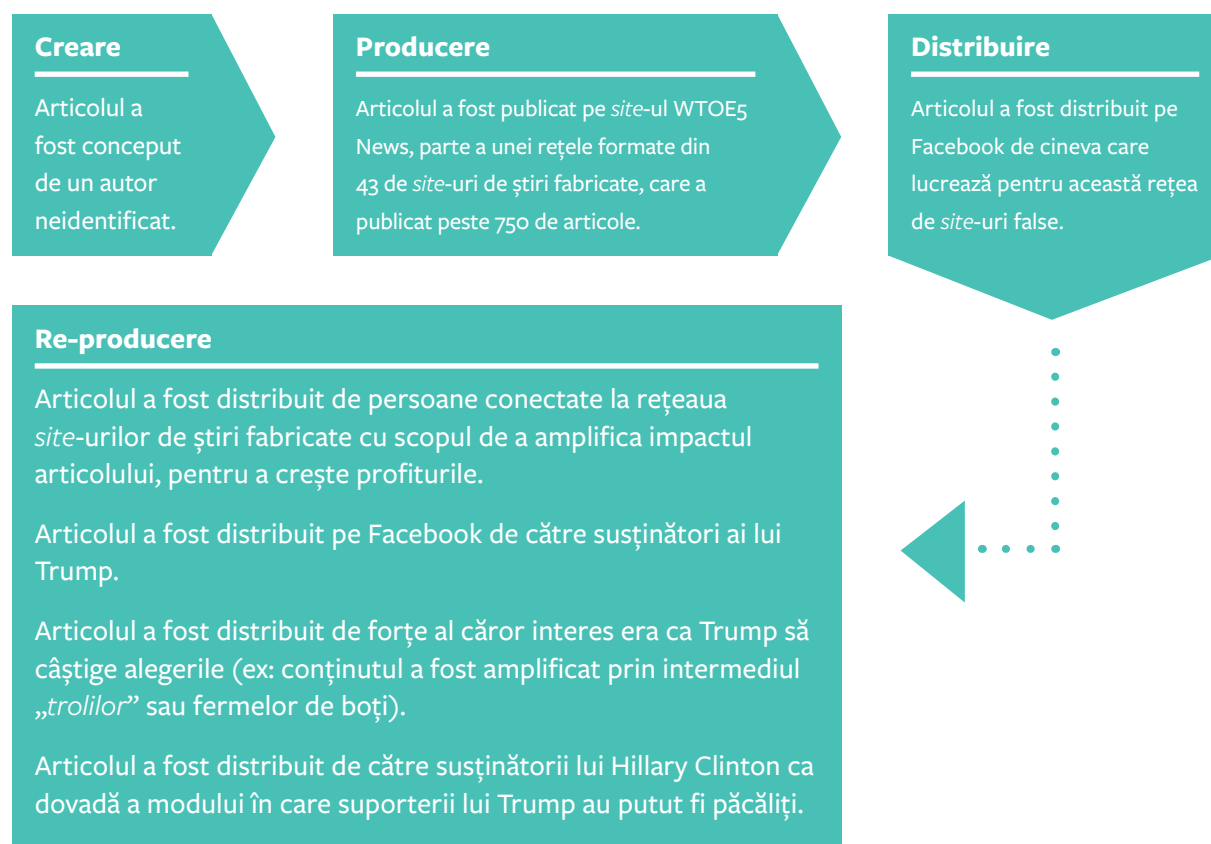 Creare
Articolul a
fost conceput
de un autor
neidentificat.
Producere
Articolul a fost publicat pe site-ul WTOE5
News, parte a unei rețele formate din
43 de site-uri de știri fabricate, care a
publicat peste 750 de articole.
Distribuire
Articolul a fost distribuit pe
Facebook de cineva care
lucrează pentru această rețea
de site-uri false.
Re-producere
Articolul a fost distribuit de persoane conectate la rețeaua
site-urilor de știri fabricate cu scopul de a amplifica impactul
articolului, pentru a crește profiturile.
Articolul a fost distribuit pe Facebook de către susținători ai lui
Trump.
Articolul a fost distribuit de forțe al căror interes era ca Trump să
câștige alegerile (ex: conținutul a fost amplificat prin intermediul
„trolilor” sau fermelor de boți).
Articolul a fost distribuit de către susținătorii lui Hillary Clinton ca
dovadă a modului în care suporterii lui Trump au putut fi păcăliți.